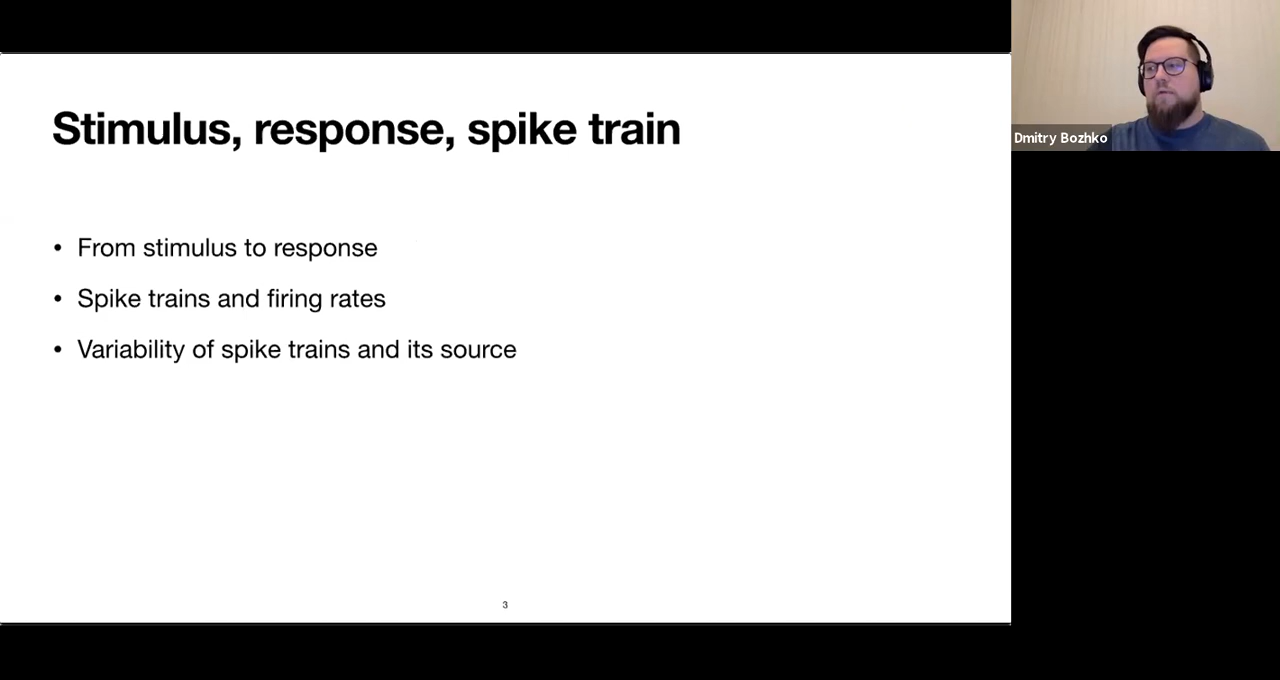 Stimulus, response, spike train
• From stimulus to response
• Spike trains and firing rates
• Variability of spike trains and its source
3
Dmitry Bozhko